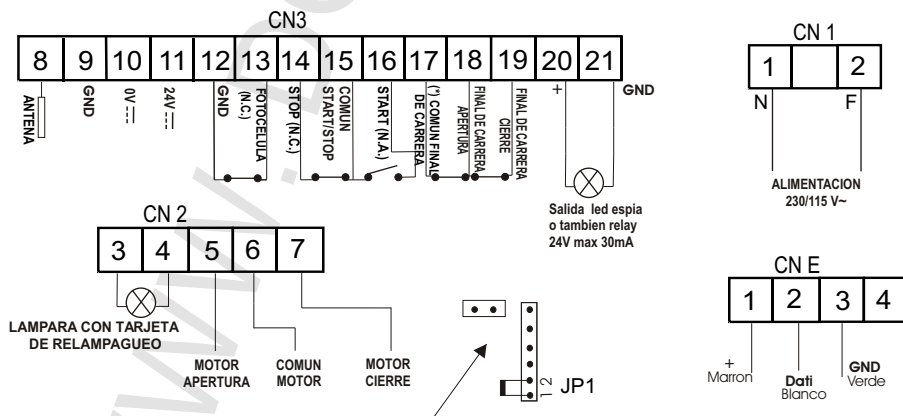 CN3
8 9 10 11 12 13 14 15 16 17 18 19 20 21
ANTENA
GND
0V
24V
GND
FOTOCELULA
(N.C.)
STOP (N.C.)
COMUN
START/STOP
START (N.A.)
(*) COMUN FINAL
DE CARRERA
FINAL DE CARRERA
APERTURA
FINAL DE CARRERA
CIERRE
+
GND
Salida led espia
o tambien relay
24V max 30mA
CN 1
1 2
N F
ALIMENTACION
230/115 V~
CN 2
3 4 5 6 7
LAMPARA CON TARJETA
DE RELAMPAGUEO
MOTOR
APERTURA
COMUN
MOTOR
MOTOR
CIERRE
1 2
JP1
CN E
1 2 3 4
+
Marron
Dati
Blanco
GND
Verde